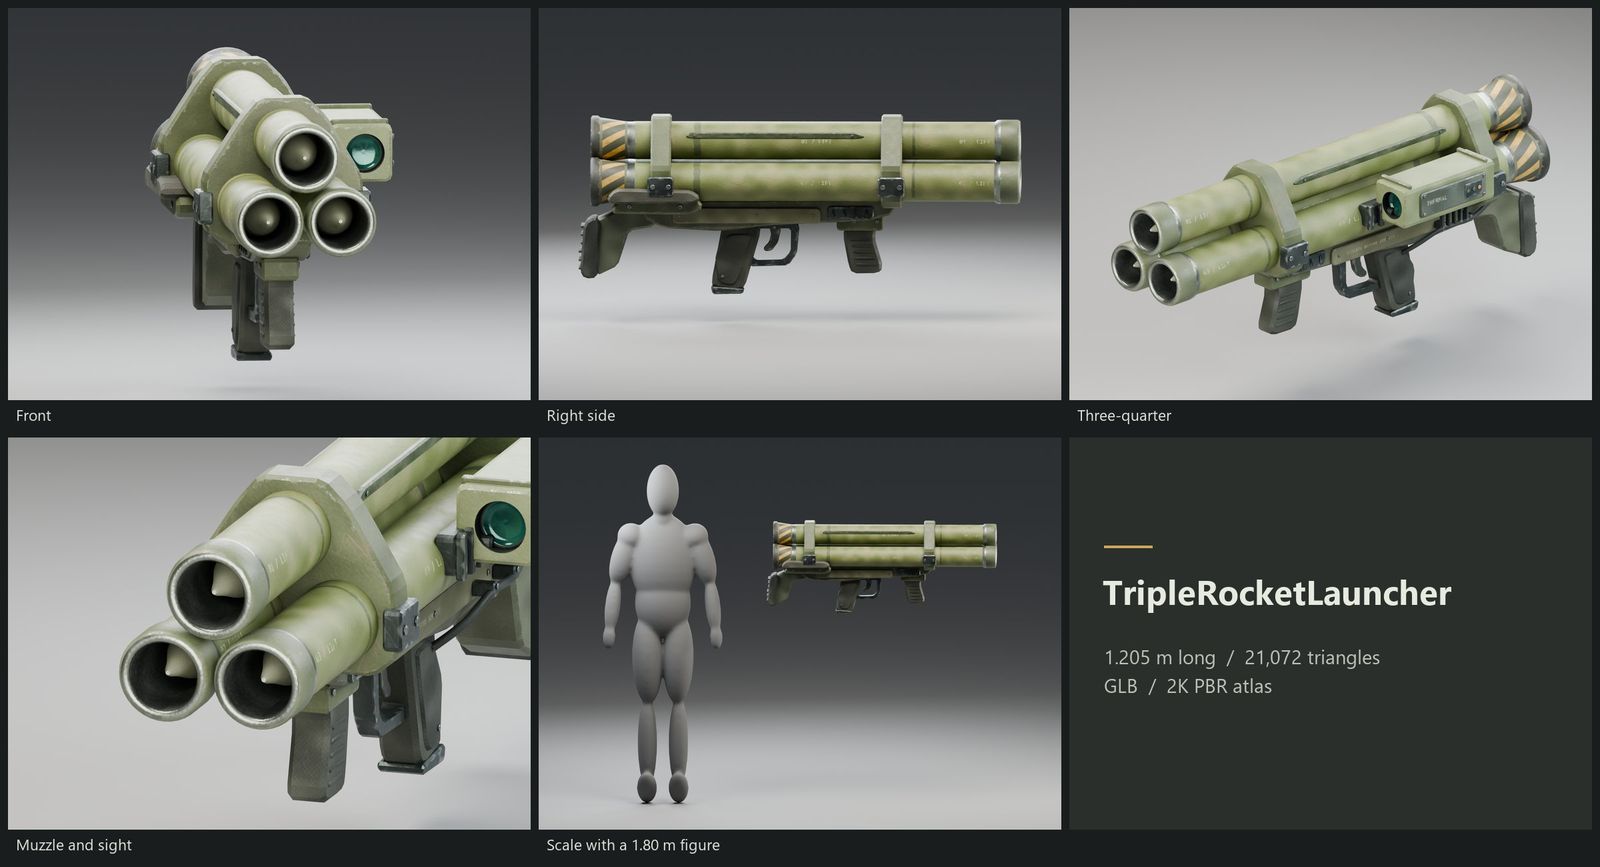 Front
Right side
Three-quarter
THERMAL
Muzzle and sight
Scale with a 1.80 m figure
TripleRocketLauncher
1.205 m long / 21,072 triangles
GLB / 2K PBR atlas